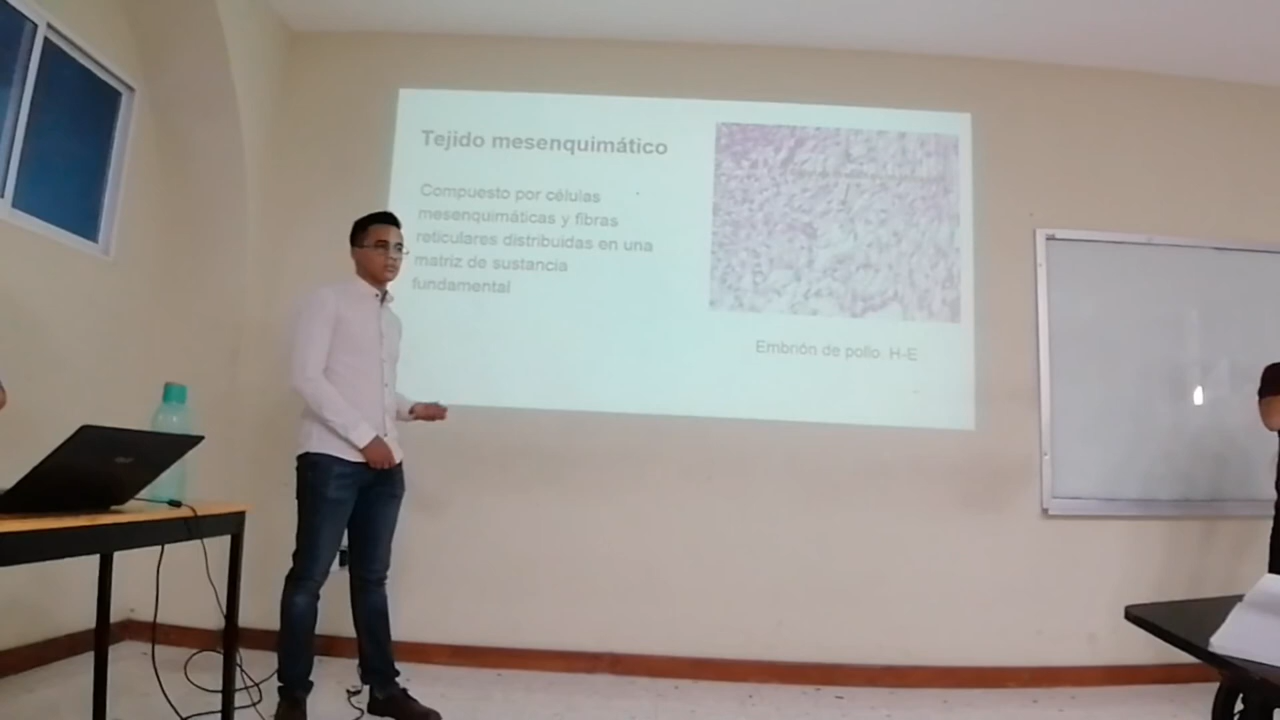 Tejido mesenquimático
Compuesto por células
mesenquimáticas y fibras
reticulares distribuidas en una
matriz de sustancia
fundamental
Embrión de pollo. H-E